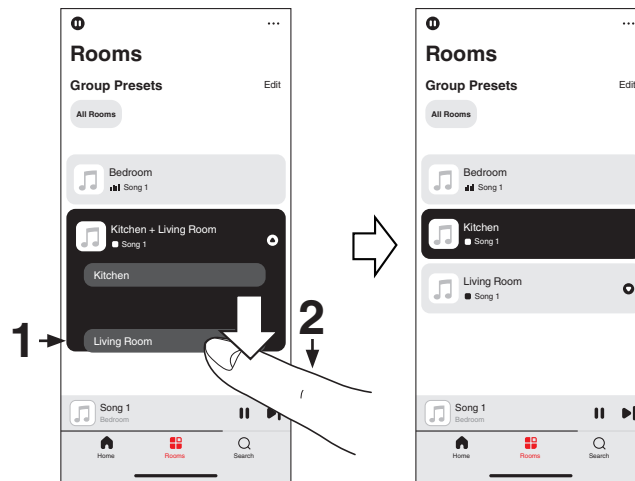 Rooms
Group Presets
Edit
All Rooms
Bedroom
Song 1
Kitchen + Living Room
Song 1
Kitchen
Living Room
1
2
Song 1
Bedroom
Home
Rooms
Search
Rooms
Group Presets
Edit
All Rooms
Bedroom
Song 1
Kitchen
Song 1
Living Room
Song 1
Song 1
Bedroom
Home
Rooms
Search